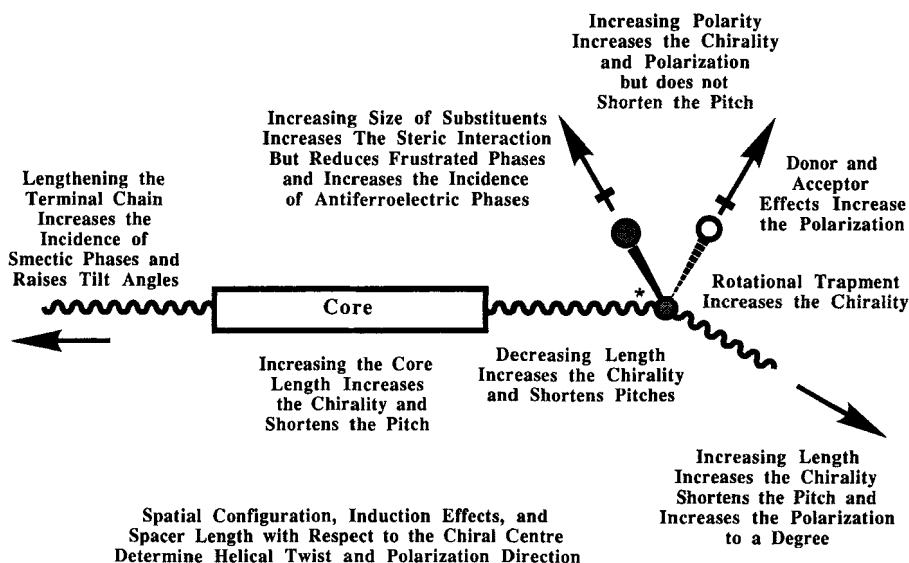 Increasing Polarity
Increases the Chirality
and Polarization
but does not
Shorten the Pitch
Increasing Size of Substituents
Increases The Steric Interaction
But Reduces Frustrated Phases
and Increases the Incidence
of Antiferroelectric Phases
Donor and
Acceptor
Effects Increase
the Polarization
Lengthening the
Terminal Chain
Increases the
Incidence of
Smectic Phases and
Raises Tilt Angles
Rotational Trapment
Increases the Chirality
*
Core
Increasing the Core
Length Increases
the Chirality and
Shortens the Pitch
Decreasing Length
Increases the Chirality
and Shortens Pitches
Increasing Length
Increases the Chirality
Shortens the Pitch and
Increases the Polarization
to a Degree
Spatial Configuration, Induction Effects, and
Spacer Length with Respect to the Chiral Centre
Determine Helical Twist and Polarization Direction